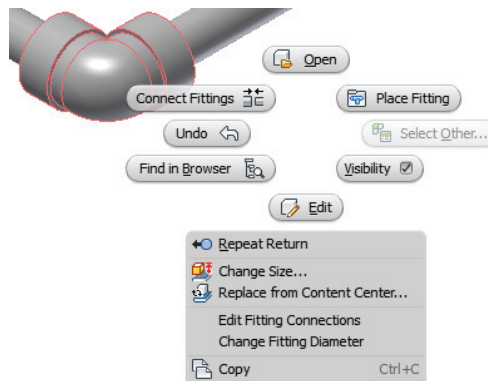 Open
Connect Fittings
Place Fitting
Undo
Select Other...
Find in Browser
Visibility
Edit
Repeat Return
Change Size...
Replace from Content Center...
Edit Fitting Connections
Change Fitting Diameter
Copy Ctrl+C